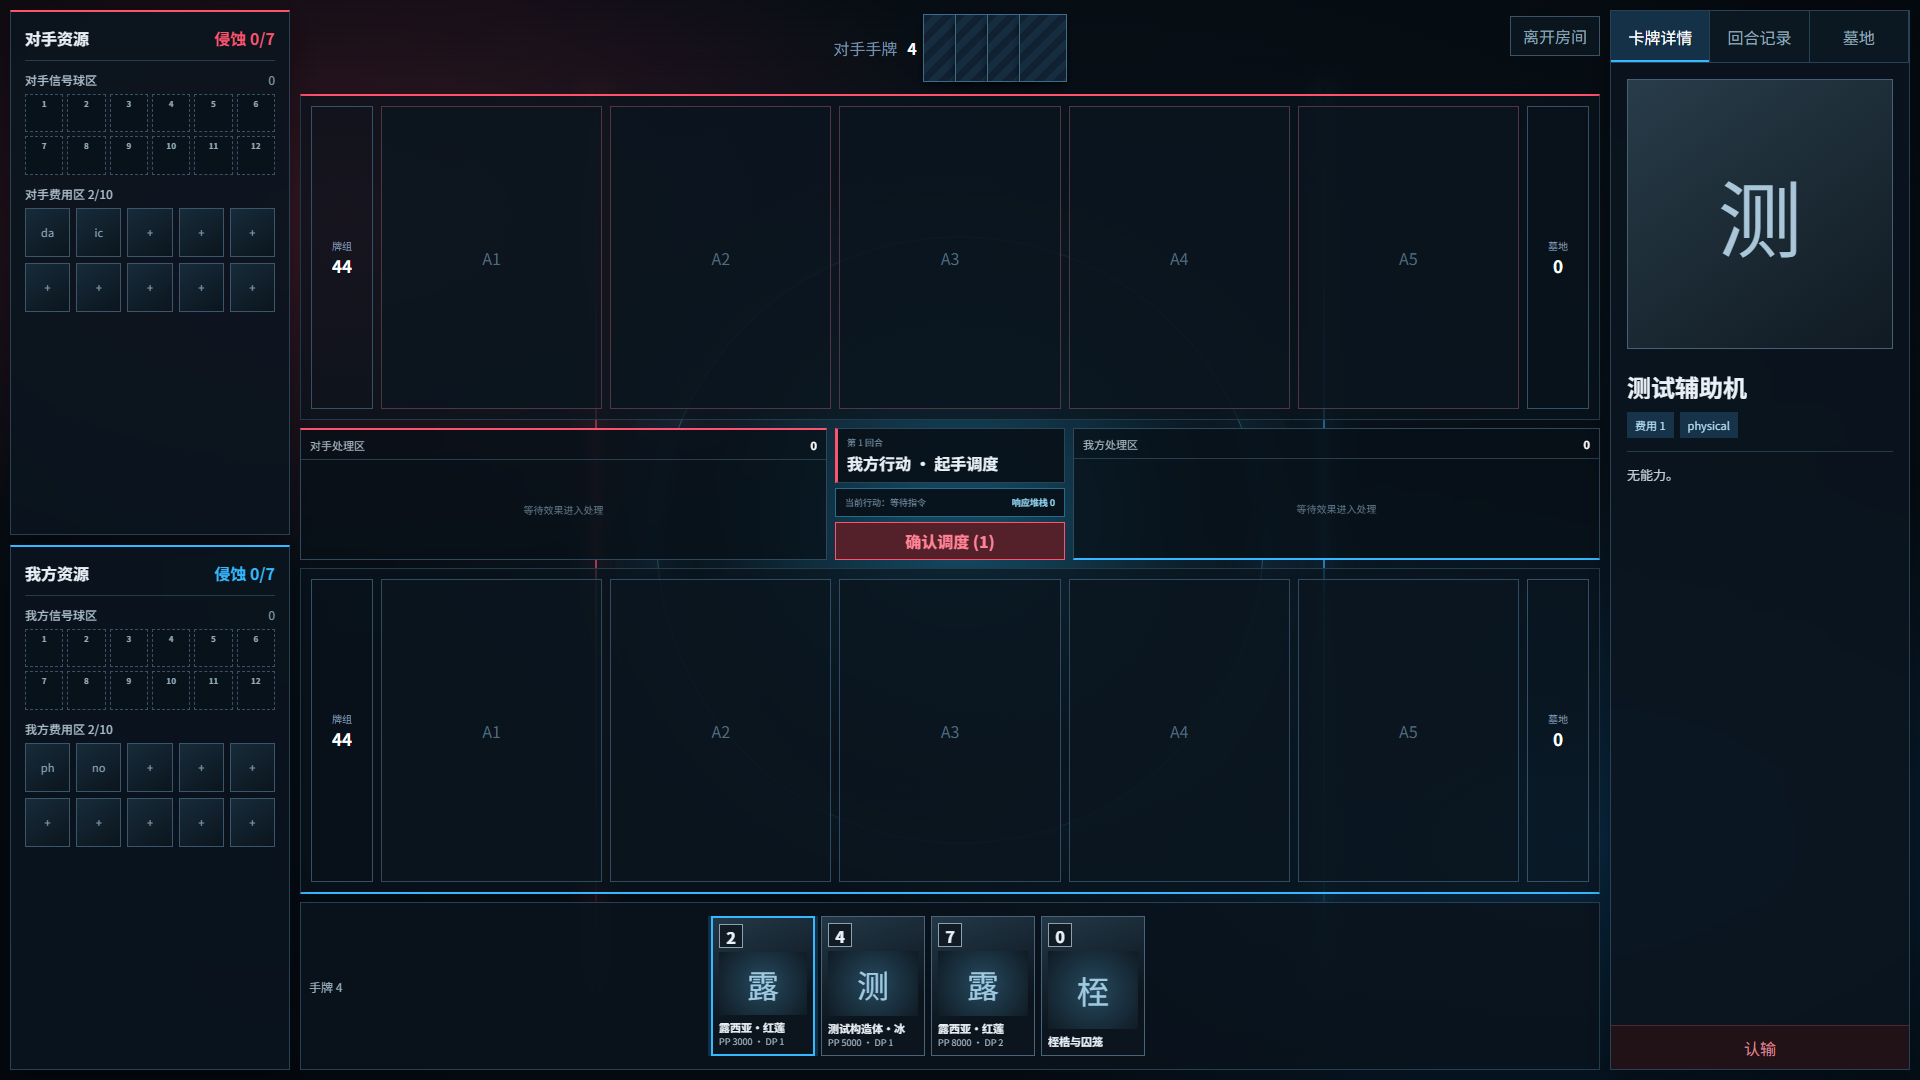 对手资源 侵蚀 0/7
对手信号球区 0
1 2 3 4 5 6
7 8 9 10 11 12
对手费用区 2/10
da ic + + +
+ + + + +
我方资源 侵蚀 0/7
我方信号球区 0
1 2 3 4 5 6
7 8 9 10 11 12
我方费用区 2/10
ph no + + +
+ + + + +
对手手牌 4
离开房间
牌组
44
A1 A2 A3 A4 A5
墓地
0
对手处理区 0
等待效果进入处理
第 1 回合
我方行动 · 起手调度
当前行动：等待指令 响应堆栈 0
确认调度 (1)
我方处理区 0
等待效果进入处理
牌组
44
A1 A2 A3 A4 A5
墓地
0
手牌 4
2
露
露西亚·红莲
PP 3000 · DP 1
4
测
测试构造体·冰
PP 5000 · DP 1
7
露
露西亚·红莲
PP 8000 · DP 2
0
桎
桎梏与囚笼
卡牌详情 回合记录 墓地
测
测试辅助机
费用 1 physical
无能力。
认输